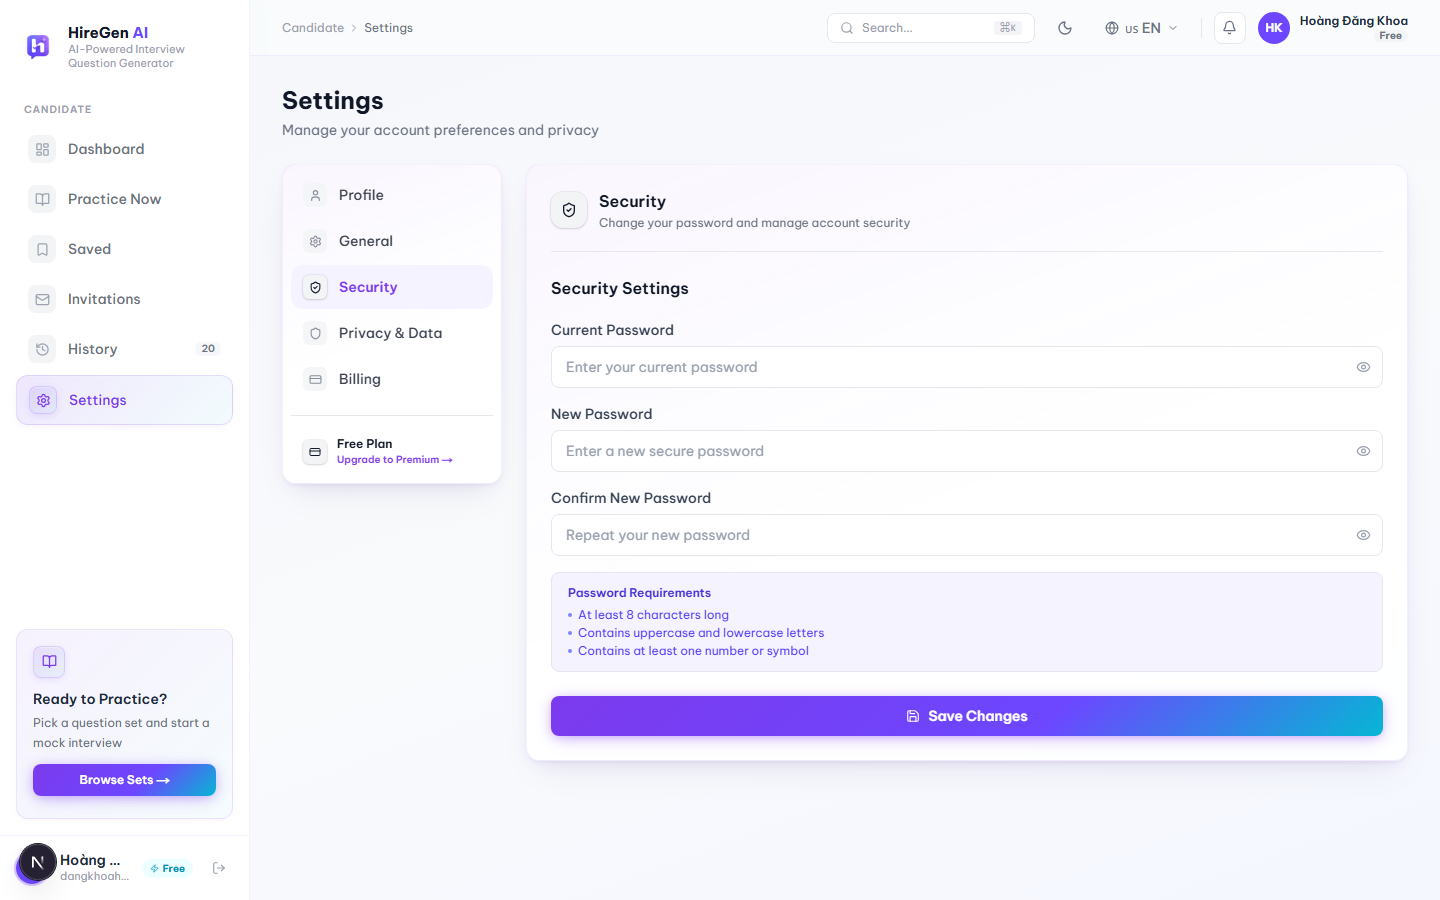 HireGen AI
AI-Powered Interview
Question Generator
CANDIDATE
Dashboard
Practice Now
Saved
Invitations
History
20
Settings
Ready to Practice?
Pick a question set and start a
mock interview
Browse Sets →
N
Hoàng ...
dangkhoah...
Free
Candidate
Settings
Search...
⌘K
US EN
HK
Hoàng Đăng Khoa
Free
Settings
Manage your account preferences and privacy
Profile
General
Security
Privacy & Data
Billing
Free Plan
Upgrade to Premium →
Security
Change your password and manage account security
Security Settings
Current Password
Enter your current password
New Password
Enter a new secure password
Confirm New Password
Repeat your new password
Password Requirements
• At least 8 characters long
• Contains uppercase and lowercase letters
• Contains at least one number or symbol
Save Changes